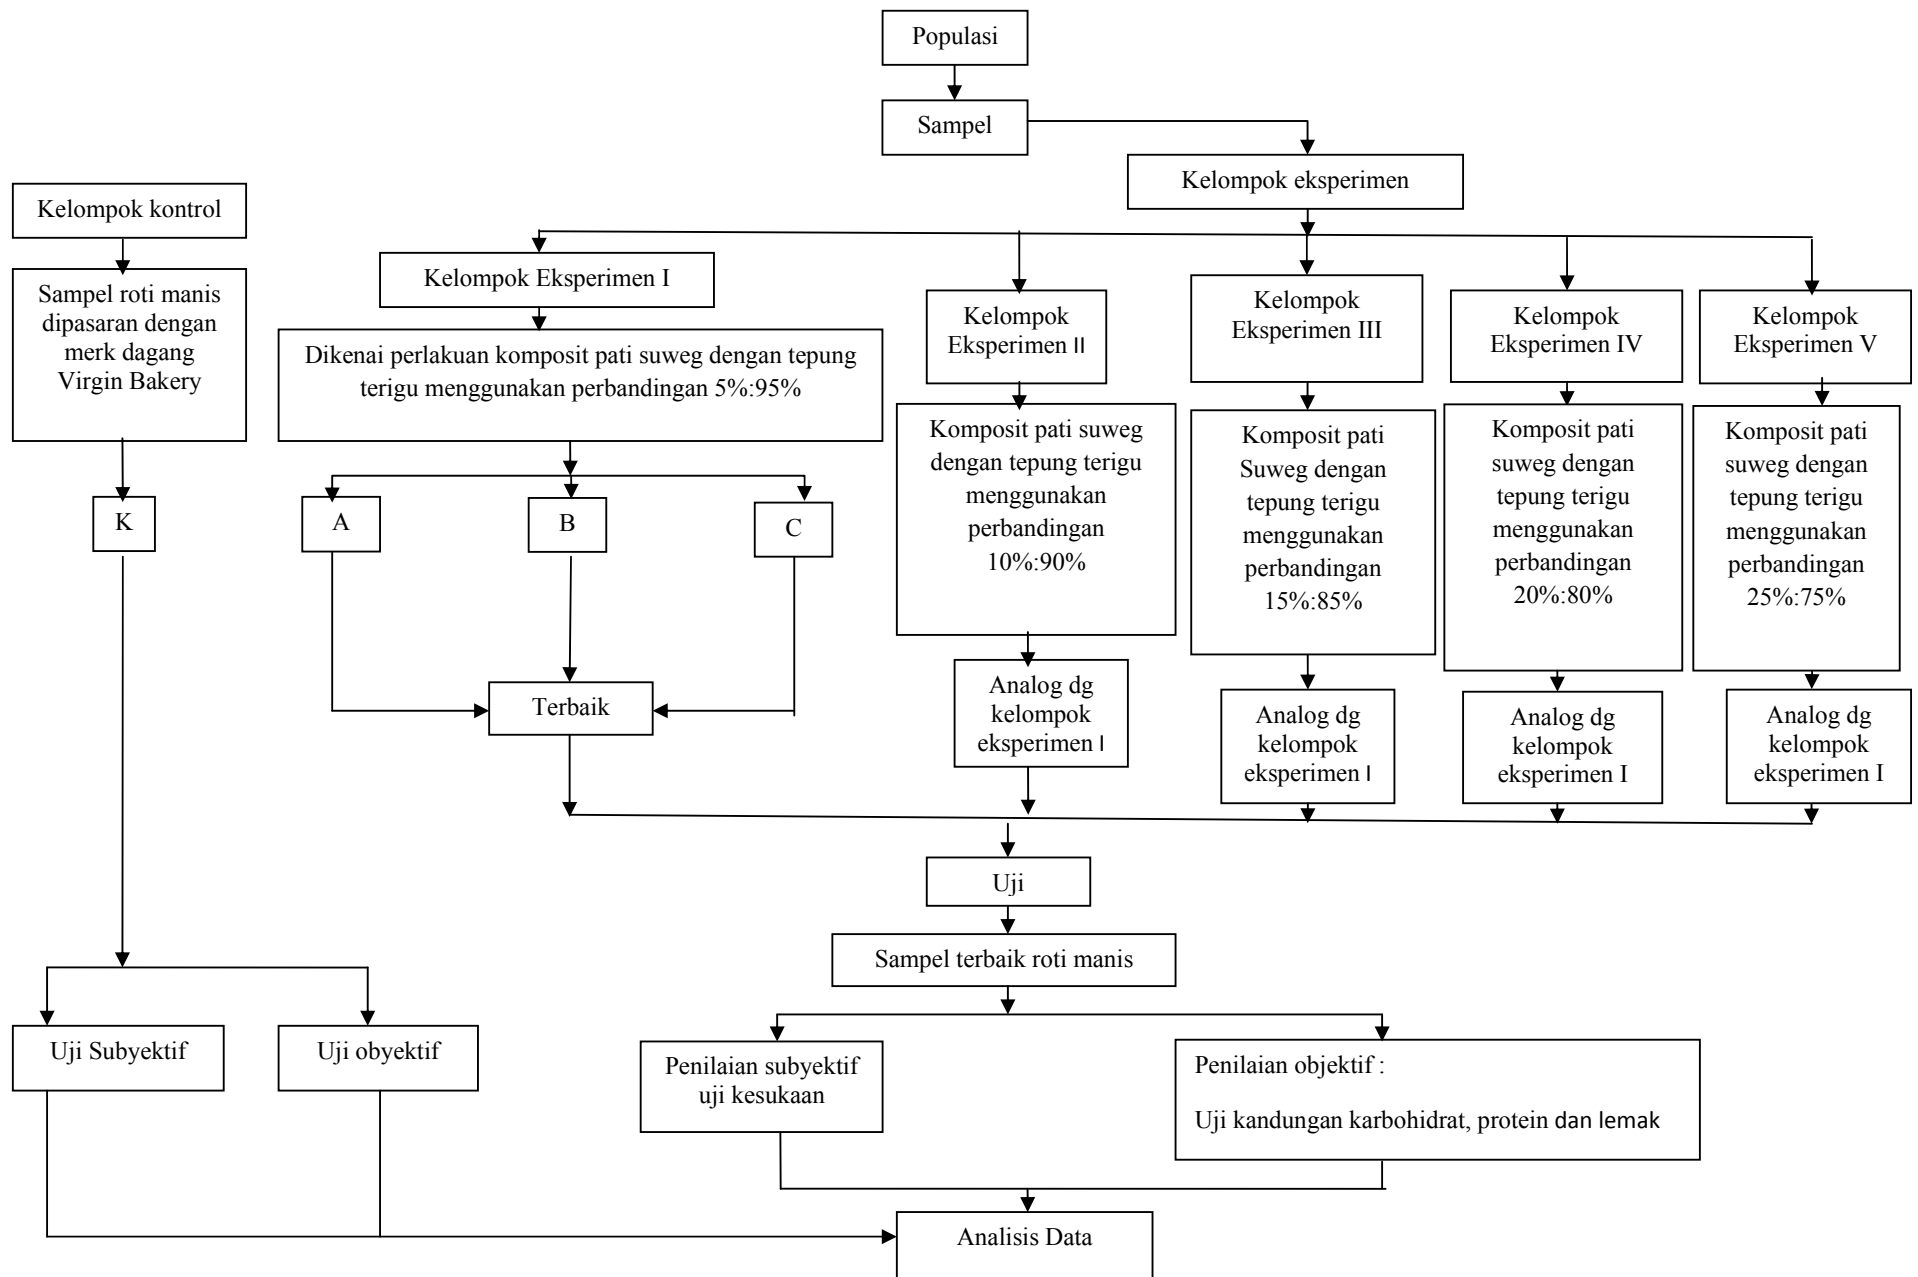 Populasi
Sampel
Kelompok eksperimen
Kelompok kontrol
Sampel roti manis
dipasaran dengan
merk dagang
Virgin Bakery
K
Kelompok Eksperimen I
Dikenai perlakuan komposit pati suweg dengan tepung
terigu menggunakan perbandingan 5%:95%
A
B
C
Terbaik
Kelompok
Eksperimen II
Komposit pati suweg
dengan tepung terigu
menggunakan
perbandingan
10%:90%
Analog dg
kelompok
eksperimen I
Kelompok
Eksperimen III
Komposit pati
Suweg dengan
tepung terigu
menggunakan
perbandingan
15%:85%
Analog dg
kelompok
eksperimen I
Kelompok
Eksperimen IV
Komposit pati
suweg dengan
tepung terigu
menggunakan
perbandingan
20%:80%
Analog dg
kelompok
eksperimen I
Kelompok
Eksperimen V
Komposit pati
suweg dengan
tepung terigu
menggunakan
perbandingan
25%:75%
Analog dg
kelompok
eksperimen I
Uji
Sampel terbaik roti manis
Uji Subyektif
Uji obyektif
Penilaian subyektif
uji kesukaan
Penilaian objektif :
Uji kandungan karbohidrat, protein dan lemak
Analisis Data